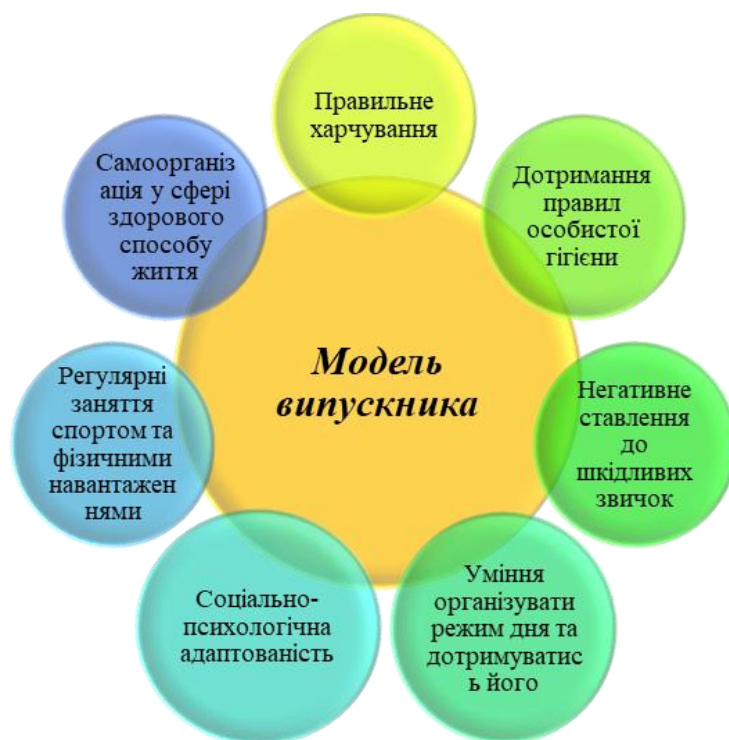 Правильне
харчування
Дотримання
правил
особистої
гігієни
Негативне
ставлення
до
шкідливих
звичок
Уміння
організувати
режим дня та
дотримуватис
ь його
Соціально-
психологічна
адаптованість
Регулярні
заняття
спортом та
фізичними
навантажен
нями
Самоорганіз
ація у сфері
здорового
способу
життя
Модель
випускника